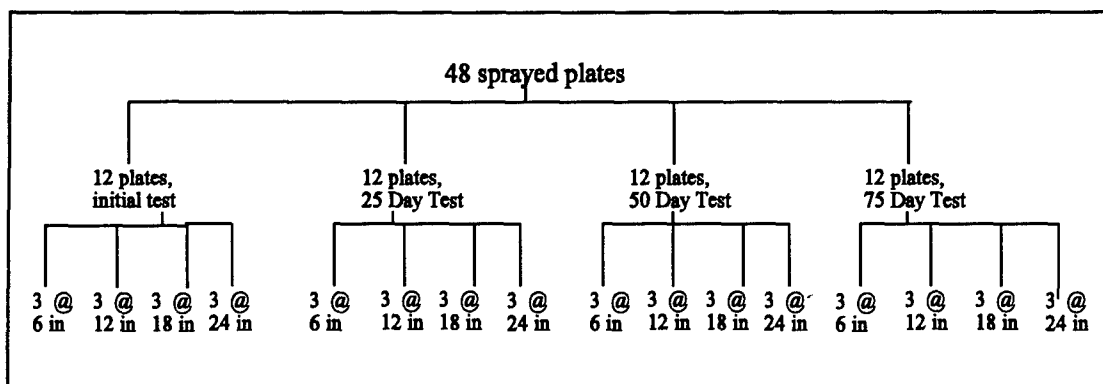 48 sprayed plates
12 plates,
initial test
12 plates,
25 Day Test
12 plates,
50 Day Test
12 plates,
75 Day Test
3 @
6 in
3 @
12 in
3 @
18 in
3 @
24 in
3 @
6 in
3 @
12 in
3 @
18 in
3 @
24 in
3 @
6 in
3 @
12 in
3 @
18 in
3 @
24 in
3 @
6 in
3 @
12 in
3 @
18 in
3 @
24 in